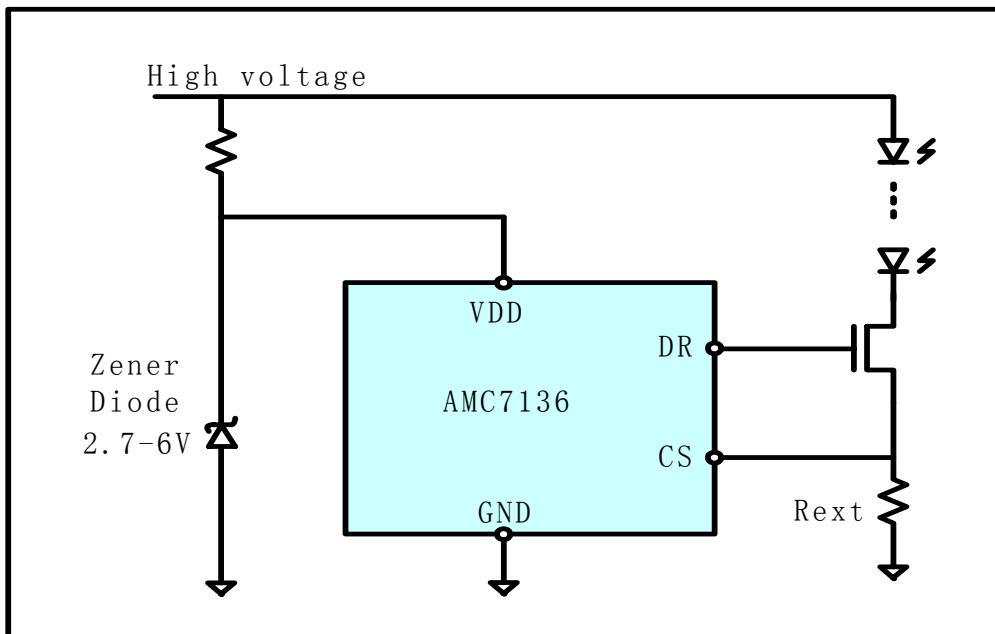 High voltage
VDD
DR
Zener
Diode
2.7-6V
AMC7136
CS
GND
Rext